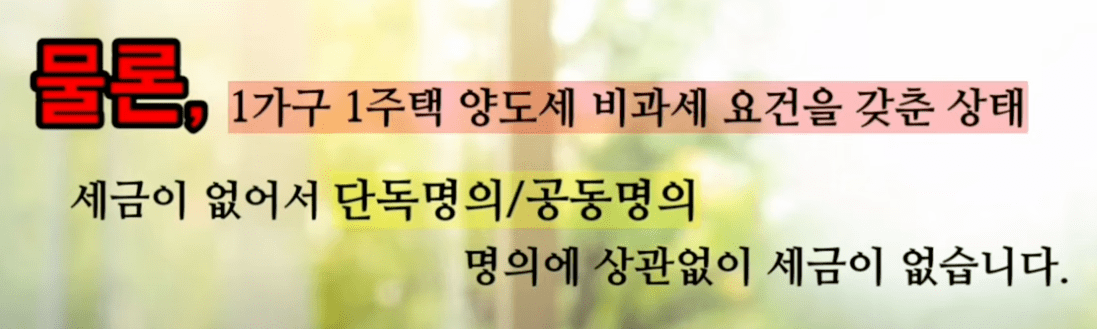 물론, 1가구 1주택 양도세 비과세 요건을 갖춘 상태
세금이 없어서 단독명의/공동명의
명의에 상관없이 세금이 없습니다.